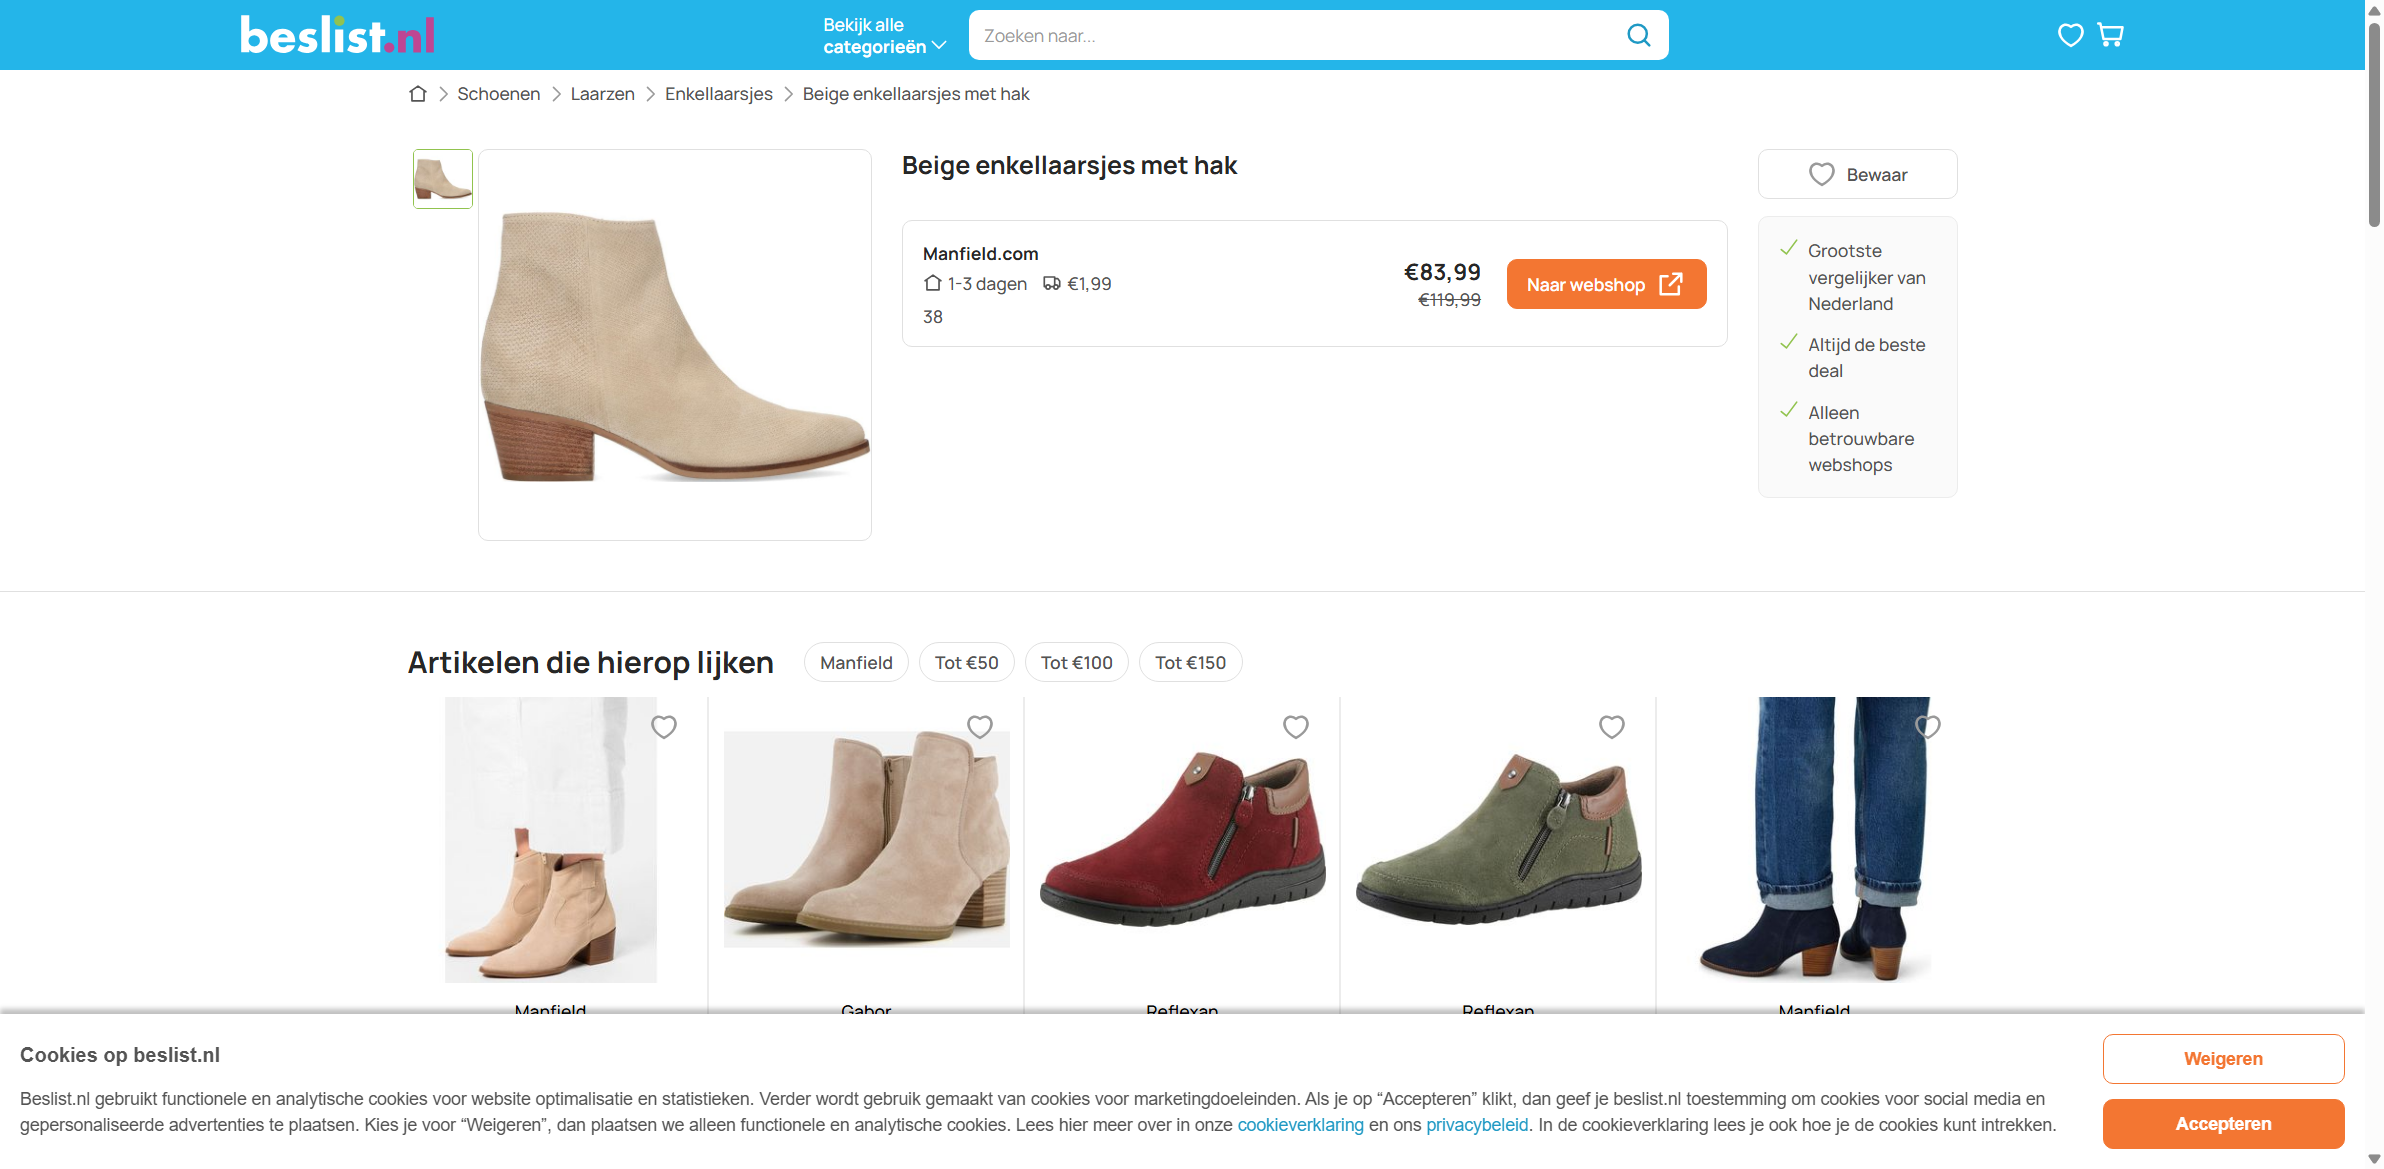 beslist.nl
Bekijk alle
categorieën
Zoeken naar...
Schoenen
Laarzen
Enkellaarsjes
Beige enkellaarsjes met hak
Beige enkellaarsjes met hak
Manfield.com
1-3 dagen
€1,99
38
€83,99
€119,99
Naar webshop
Bewaar
Grootste
vergelijker van
Nederland
Altijd de beste
deal
Alleen
betrouwbare
webshops
Artikelen die hierop lijken
Manfield
Tot €50
Tot €100
Tot €150
Manfield
Gabor
Reflexan
Reflexan
Manfield
Cookies op beslist.nl
Beslist.nl gebruikt functionele en analytische cookies voor website optimalisatie en statistieken. Verder wordt gebruik gemaakt van cookies voor marketingdoeleinden. Als je op “Accepteren” klikt, dan geef je beslist.nl toestemming om cookies voor social media en
gepersonaliseerde advertenties te plaatsen. Kies je voor “Weigeren”, dan plaatsen we alleen functionele en analytische cookies. Lees hier meer over in onze cookieverklaring en ons privacybeleid. In de cookieverklaring lees je ook hoe je de cookies kunt intrekken.
Weigeren
Accepteren